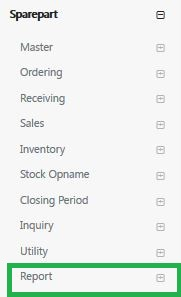 Sparepart
Master
Ordering
Receiving
Sales
Inventory
Stock Opname
Closing Period
Inquiry
Utility
Report